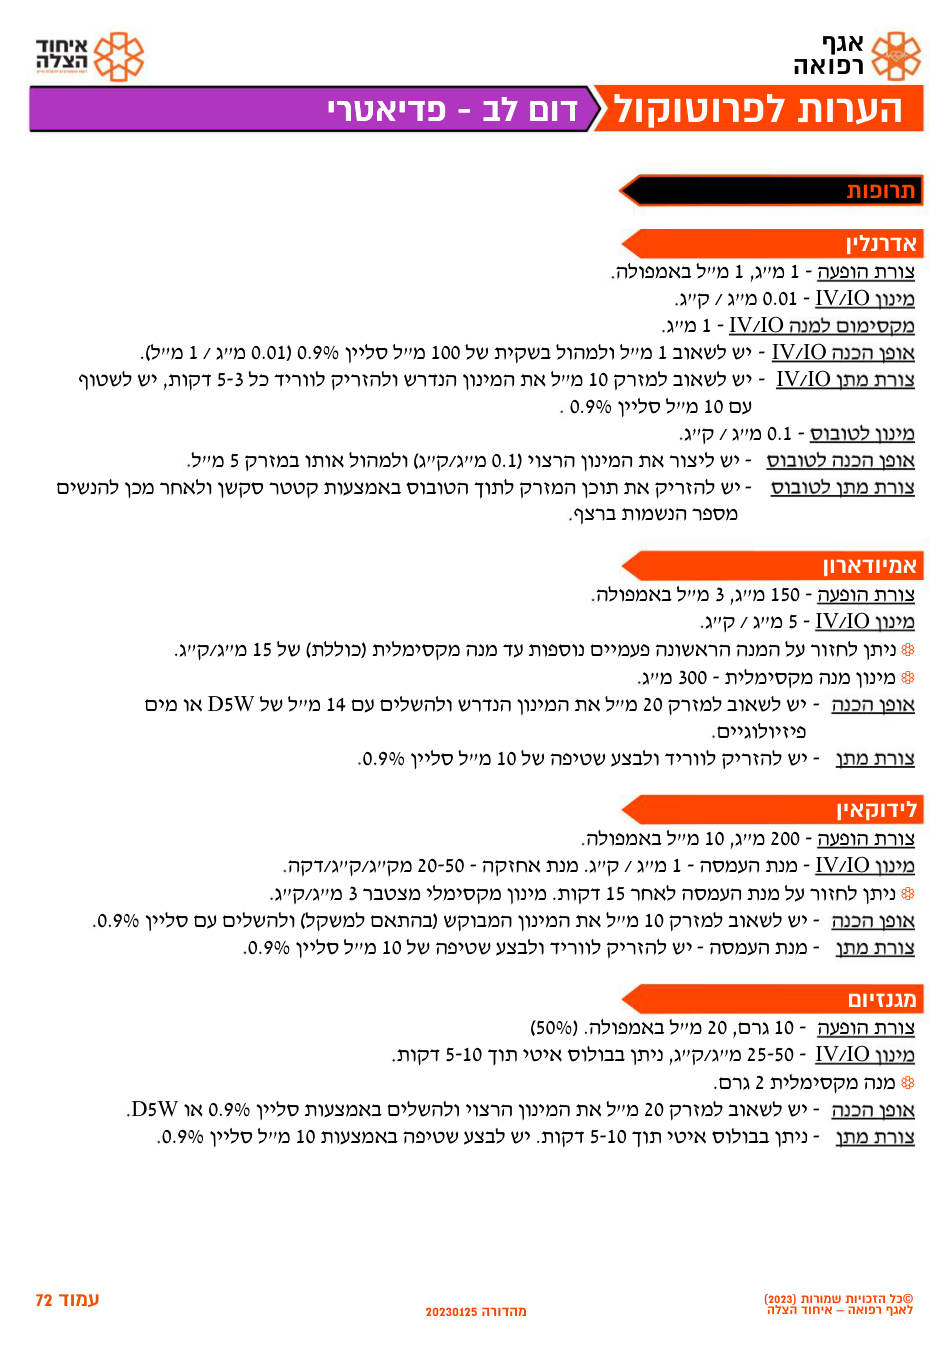 אגף
רפואה
איחוד
הצלה
הערות לפרוטוקול
דום לב - פדיאטרי
תרופות
אדרנלין
צורת הופעה - 1 מ״ג, 1 מ״ל באמפולה.
מינון IV/IO - 0.01 מ״ג / ק״ג.
מקסימום למנה IV/IO - 1 מ״ג.
אופן הכנה IV/IO - יש לשאוב 1 מ״ל ולמהול בשקית של 100 מ״ל סליין 0.9% (0.01 מ״ג / 1 מ״ל).
צורת מתן IV/IO - יש לשאוב למזרק 10 מ״ל את המינון הנדרש ולהזריק לווריד כל 5-3 דקות, יש לשטוף
עם 10 מ״ל סליין 0.9% .
מינון לטובוס - 0.1 מ״ג / ק״ג.
אופן הכנה לטובוס - יש ליצור את המינון הרצוי (0.1 מ״ג/ק״ג) ולמהול אותו במזרק 5 מ״ל.
צורת מתן לטובוס - יש להזריק את תוכן המזרק לתוך הטובוס באמצעות קטטר סקשן ולאחר מכן להנשים
מספר הנשמות ברצף.
אמיודארון
צורת הופעה - 150 מ״ג, 3 מ״ל באמפולה.
מינון IV/IO - 5 מ״ג / ק״ג.
ניתן לחזור על המנה הראשונה פעמיים נוספות עד מנה מקסימלית (כוללת) של 15 מ״ג/ק״ג.
מינון מנה מקסימלית - 300 מ״ג.
אופן הכנה - יש לשאוב למזרק 20 מ״ל את המינון הנדרש ולהשלים עם 14 מ״ל של D5W או מים
פיזיולוגיים.
צורת מתן - יש להזריק לווריד ולבצע שטיפה של 10 מ״ל סליין 0.9%.
לידוקאין
צורת הופעה - 200 מ״ג, 10 מ״ל באמפולה.
מינון IV/IO - מנת העמסה - 1 מ״ג / ק״ג. מנת אחזקה - 20-50 מק״ג/ק״ג/דקה.
ניתן לחזור על מנת העמסה לאחר 15 דקות. מינון מקסימלי מצטבר 3 מ״ג/ק״ג.
אופן הכנה - יש לשאוב למזרק 10 מ״ל את המינון המבוקש (בהתאם למשקל) ולהשלים עם סליין 0.9%.
צורת מתן - מנת העמסה - יש להזריק לווריד ולבצע שטיפה של 10 מ״ל סליין 0.9%.
מגנזיום
צורת הופעה - 10 גרם, 20 מ״ל באמפולה. (50%)
מינון IV/IO - 25-50 מ״ג/ק״ג, ניתן בבולוס איטי תוך 5-10 דקות.
מנה מקסימלית 2 גרם.
אופן הכנה - יש לשאוב למזרק 20 מ״ל את המינון הרצוי ולהשלים באמצעות סליין 0.9% או D5W.
צורת מתן - ניתן בבולוס איטי תוך 5-10 דקות. יש לבצע שטיפה באמצעות 10 מ״ל סליין 0.9%.
©כל הזכויות שמורות (2023)
לאגף רפואה – איחוד הצלה
מהדורה 20230125
עמוד 72